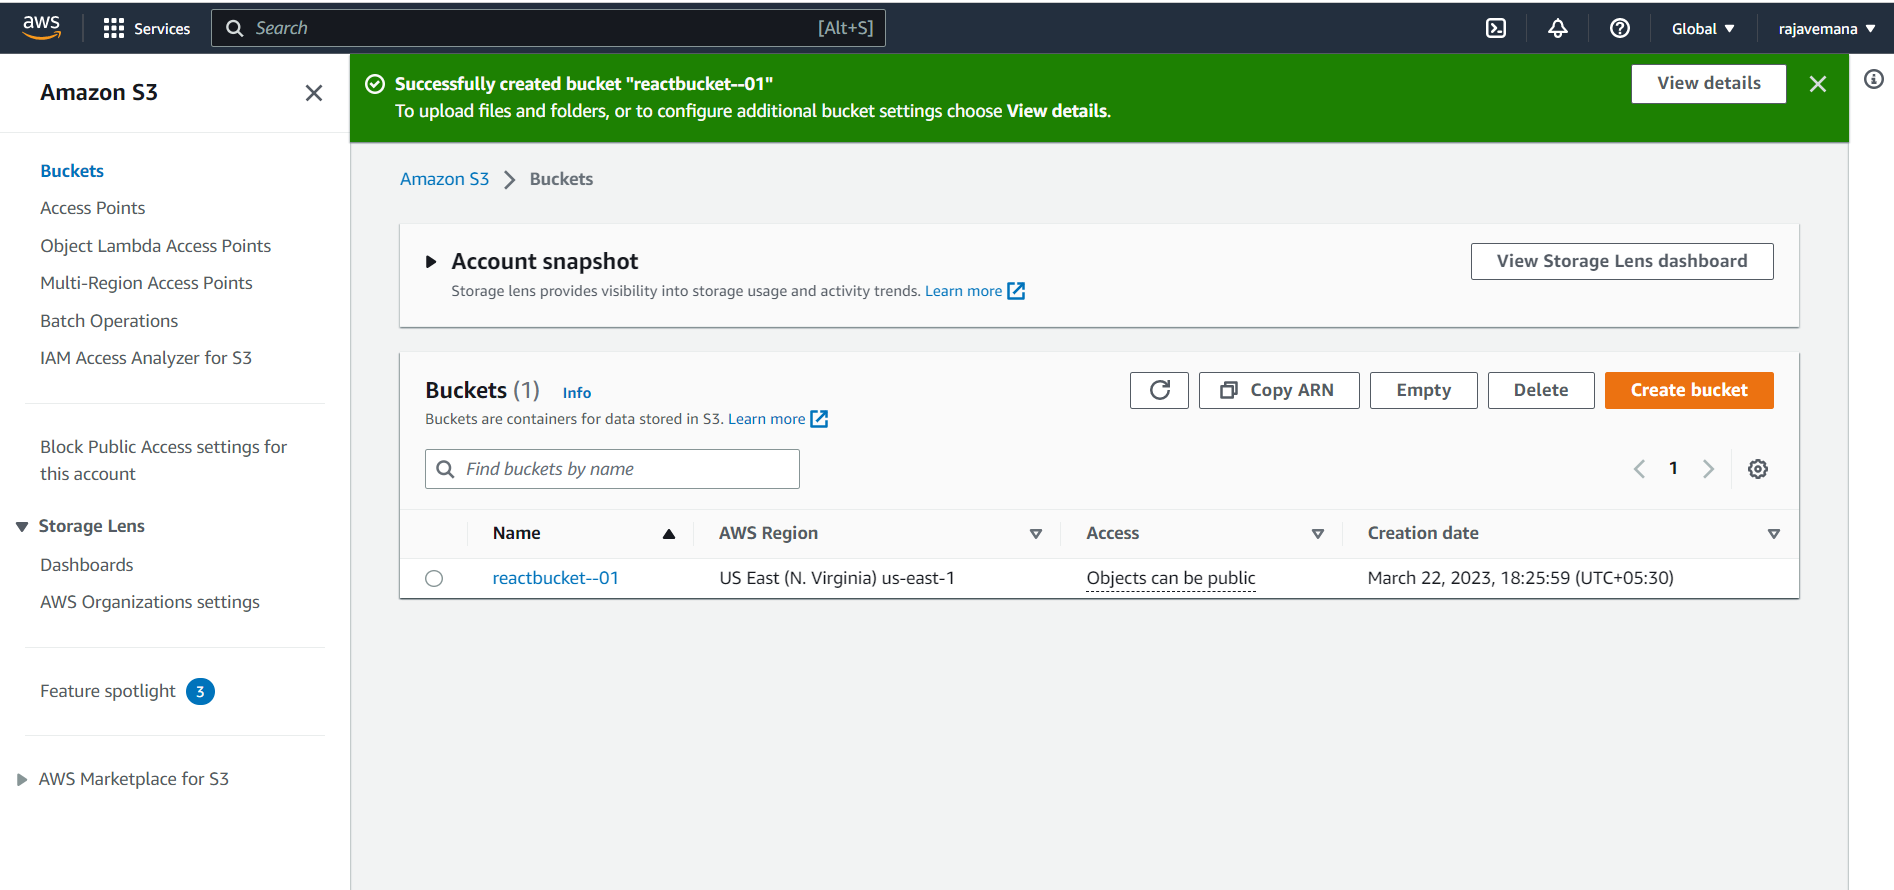 aws Services Search [Alt+S] Global ▼ rajavemana ▼
Amazon S3
Buckets
Access Points
Object Lambda Access Points
Multi-Region Access Points
Batch Operations
IAM Access Analyzer for S3
Block Public Access settings for
this account
Storage Lens
Dashboards
AWS Organizations settings
Feature spotlight 3
AWS Marketplace for S3
Successfully created bucket "reactbucket--01"
To upload files and folders, or to configure additional bucket settings choose View details.
View details
Amazon S3 > Buckets
Account snapshot
Storage lens provides visibility into storage usage and activity trends. Learn more
View Storage Lens dashboard
Buckets (1) Info
Buckets are containers for data stored in S3. Learn more
Copy ARN Empty Delete Create bucket
Find buckets by name
1
Name AWS Region Access Creation date
reactbucket--01 US East (N. Virginia) us-east-1 Objects can be public March 22, 2023, 18:25:59 (UTC+05:30)